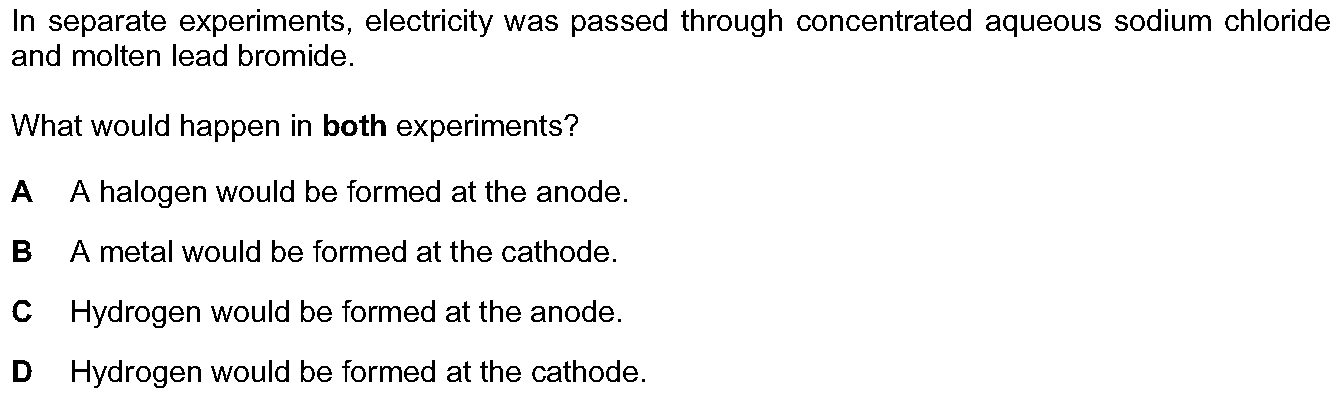 In separate experiments, electricity was passed through concentrated aqueous sodium chloride
and molten lead bromide.
What would happen in both experiments?
A A halogen would be formed at the anode.
B A metal would be formed at the cathode.
C Hydrogen would be formed at the anode.
D Hydrogen would be formed at the cathode.